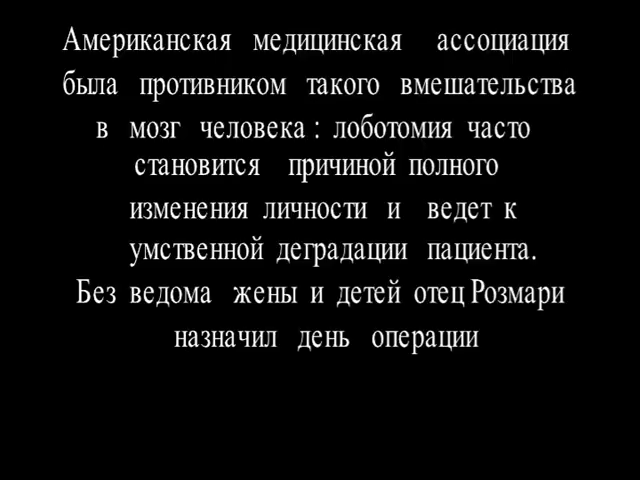 Американская медицинская ассоциация
была противником такого вмешательства
в мозг человека : лоботомия часто
становится причиной полного
изменения личности и ведет к
умственной деградации пациента.
Без ведома жены и детей отец Розмари
назначил день операции